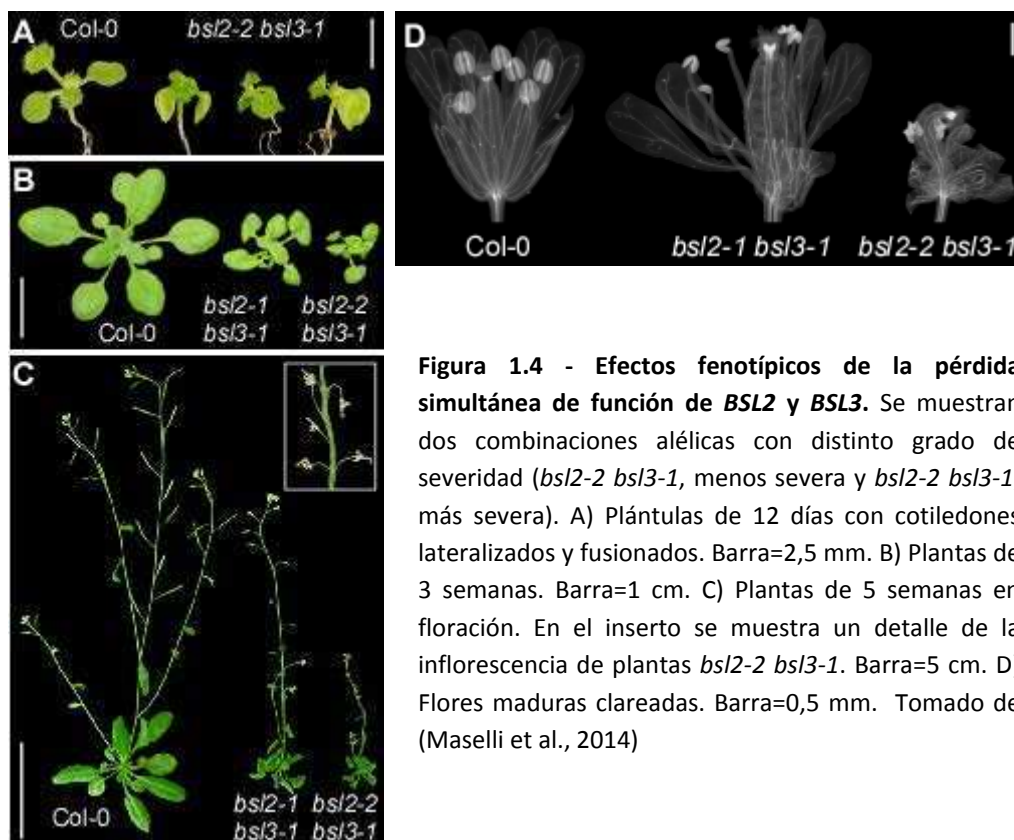 A
Col-0 bsl2-2 bsl3-1
B
bsl2-1 bsl2-2
Col-0 bsl3-1 bsl3-1
C
bsl2-1 bsl2-2
Col-0 bsl3-1 bsl3-1
D
Col-0 bsl2-1 bsl3-1 bsl2-2 bsl3-1
Figura 1.4 - Efectos fenotípicos de la pérdida
simultánea de función de BSL2 y BSL3. Se muestran
dos combinaciones alélicas con distinto grado de
severidad (bsl2-2 bsl3-1, menos severa y bsl2-2 bsl3-1
más severa). A) Plántulas de 12 días con cotiledones
lateralizados y fusionados. Barra=2,5 mm. B) Plantas de
3 semanas. Barra=1 cm. C) Plantas de 5 semanas en
floración. En el inserto se muestra un detalle de la
inflorescencia de plantas bsl2-2 bsl3-1. Barra=5 cm. D)
Flores maduras clareadas. Barra=0,5 mm. Tomado de
(Maselli et al., 2014)